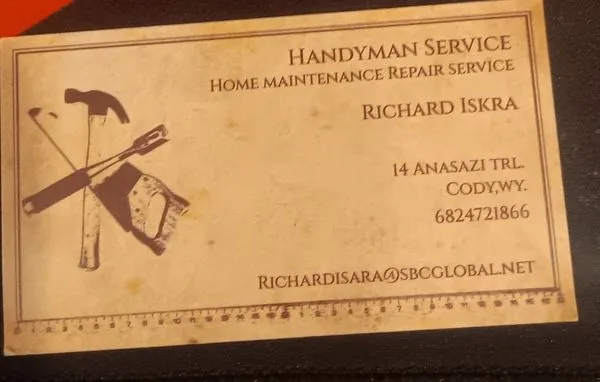 Handyman Service
Home maintenance Repair service
Richard Iskra
14 Anasazi trl.
Cody,wy.
6824721866
Richardisara@sbcglobal.net